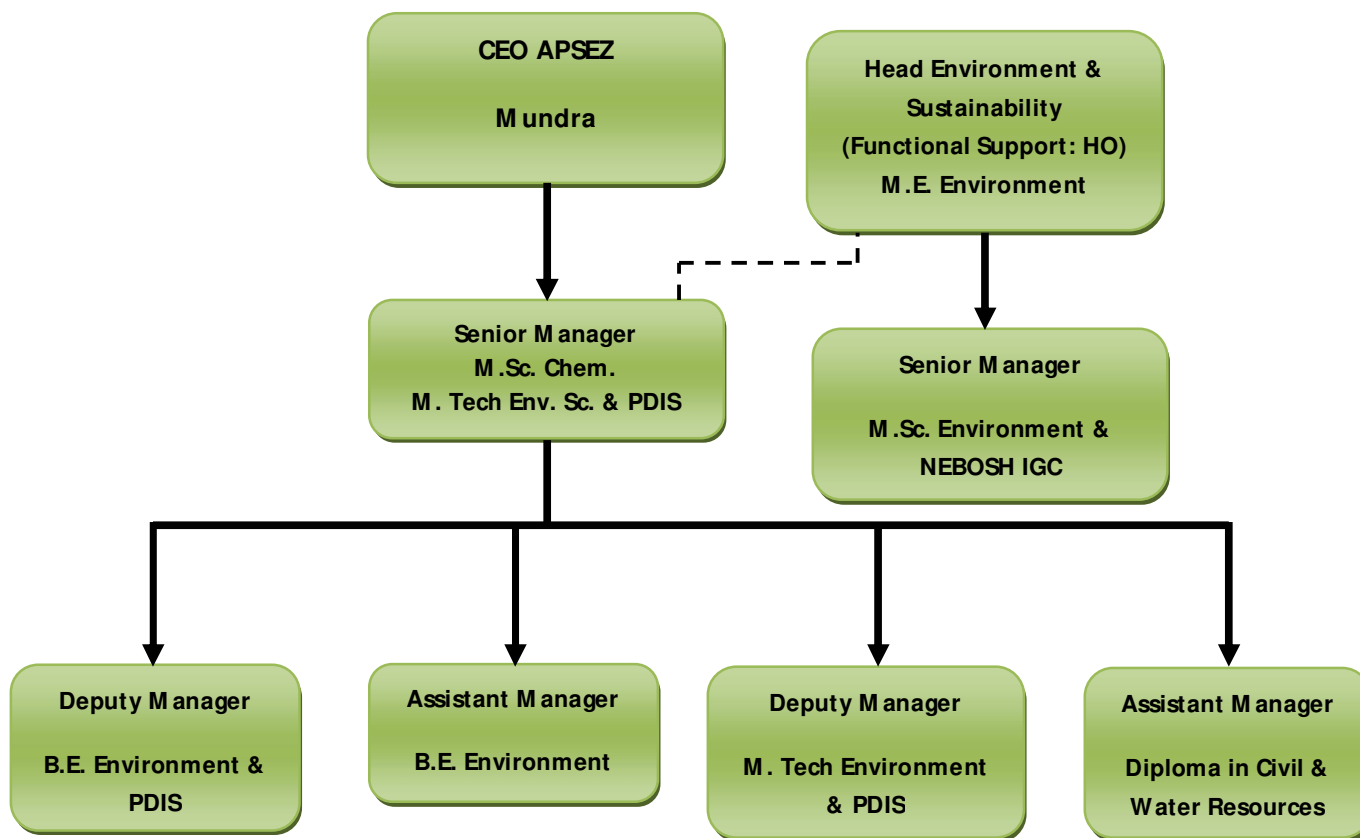 CEO APSEZ
Mundra
Head Environment &
Sustainability
(Functional Support: HO)
M.E. Environment
Senior Manager
M.Sc. Chem.
M. Tech Env. Sc. & PDIS
Senior Manager
M.Sc. Environment &
NEBOSH IGC
Deputy Manager
B.E. Environment &
PDIS
Assistant Manager
B.E. Environment
Deputy Manager
M. Tech Environment
& PDIS
Assistant Manager
Diploma in Civil &
Water Resources